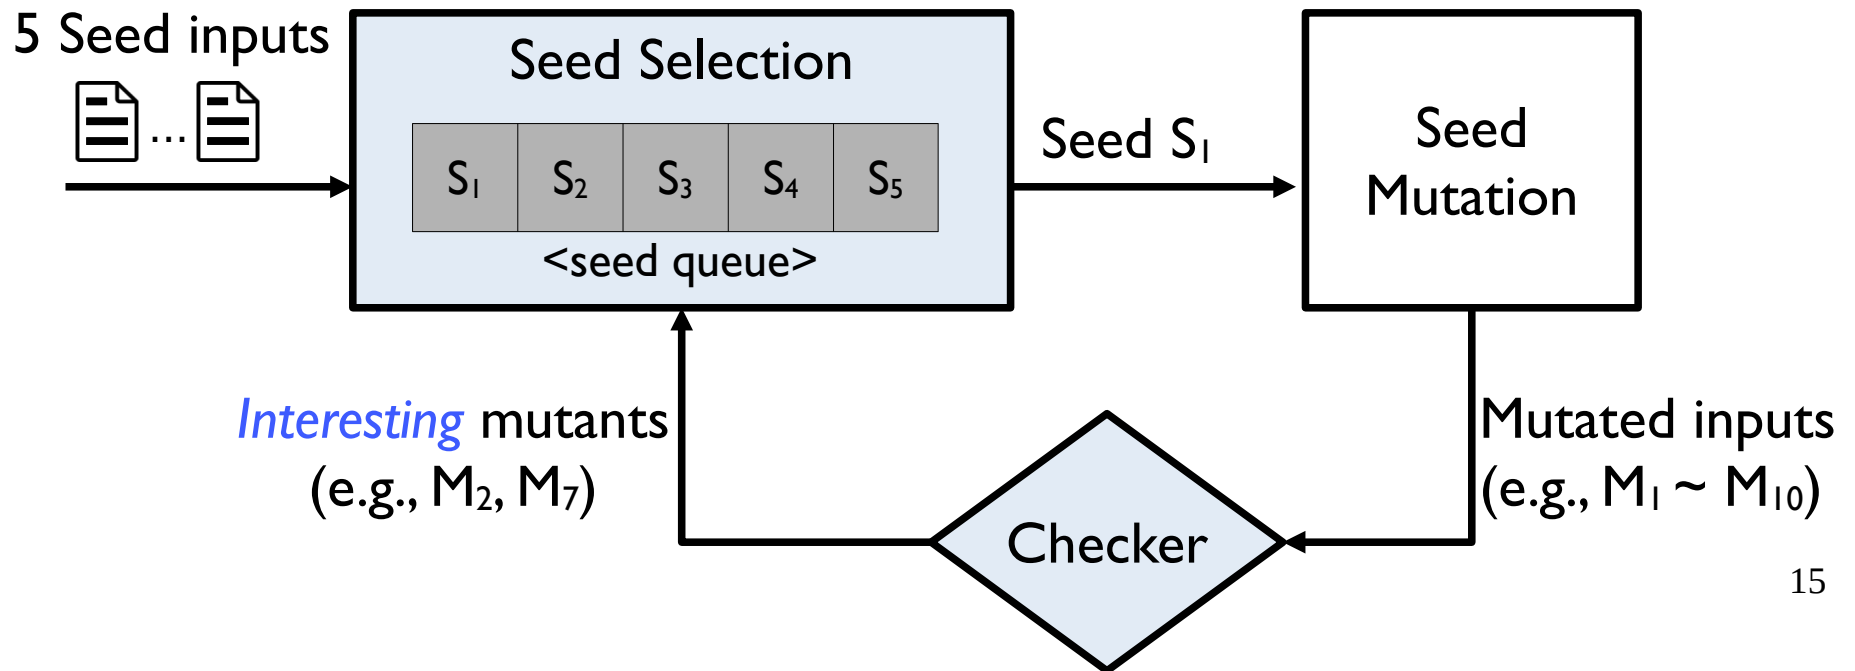 5 Seed inputs
...
Seed Selection
S₁ S₂ S₃ S₄ S₅
<seed queue>
Seed S₁
Seed
Mutation
Mutated inputs
(e.g., M₁ ~ M₁₀)
Checker
Interesting mutants
(e.g., M₂, M₇)
15